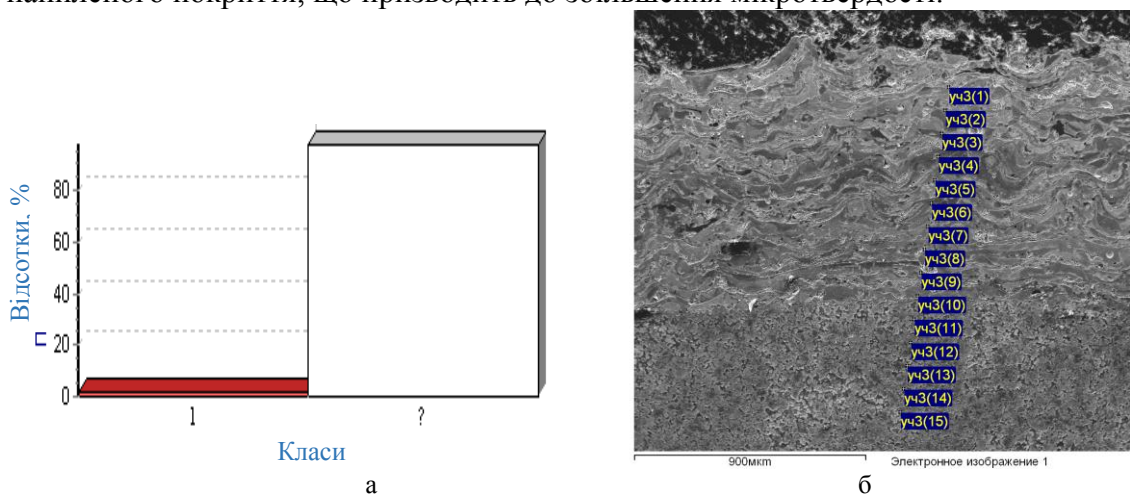 напиленого покриття, що призводить до збільшення мікротвердості.
Відсотки, %
80
60
40
20
0
1
?
Класи
а
уч3(1)
уч3(2)
уч3(3)
уч3(4)
уч3(5)
уч3(6)
уч3(7)
уч3(8)
уч3(9)
уч3(10)
уч3(11)
уч3(12)
уч3(13)
уч3(14)
уч3(15)
900мкm
Электронное изображение 1
б